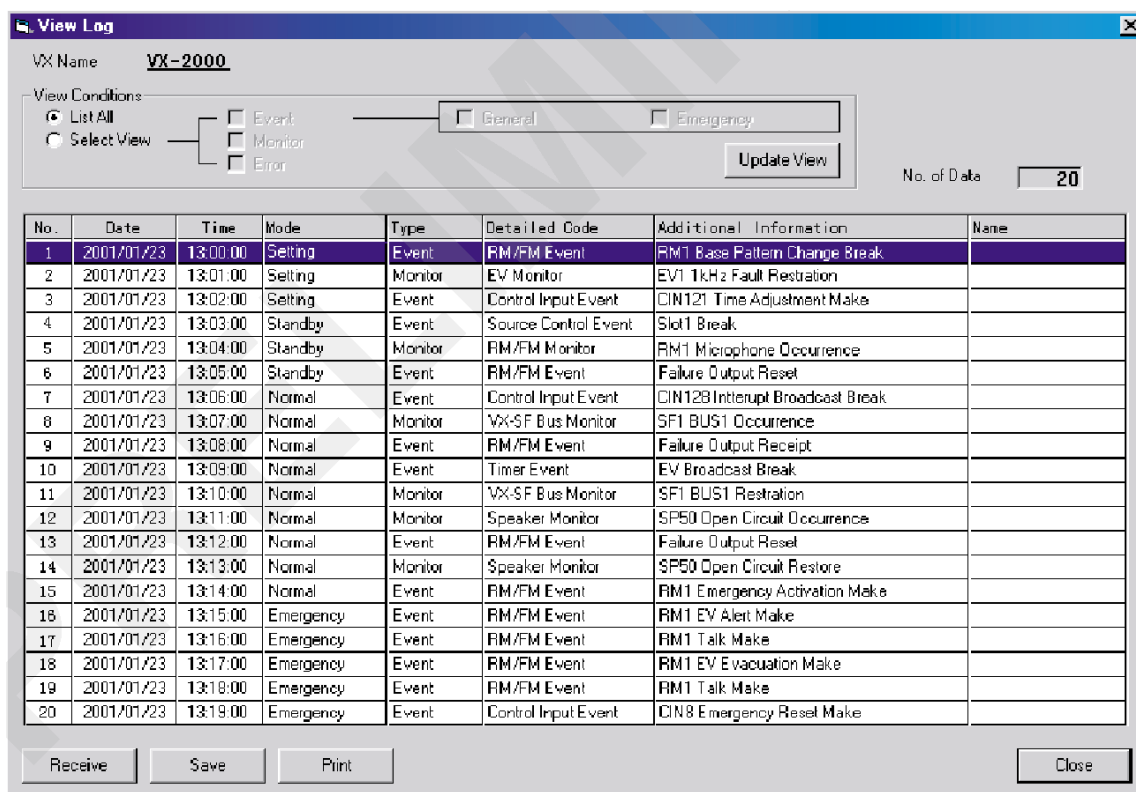 View Log
VX Name VX-2000
View Conditions
List All Event General Emergency
Select View Monitor
Error
Update View
No. of Data 20
No. Date Time Mode Type Detailed Code Additional Information Name
1 2001/01/23 13:00:00 Setting Event RM/FM Event RM1 Base Pattern Change Break
2 2001/01/23 13:01:00 Setting Monitor EV Monitor EV1 1kHz Fault Restration
3 2001/01/23 13:02:00 Setting Event Control Input Event CIN121 Time Adjustment Make
4 2001/01/23 13:03:00 Standby Event Source Control Event Slot1 Break
5 2001/01/23 13:04:00 Standby Monitor RM/FM Monitor RM1 Microphone Occurrence
6 2001/01/23 13:05:00 Standby Event RM/FM Event Failure Output Reset
7 2001/01/23 13:06:00 Normal Event Control Input Event CIN128 Intterupt Broadcast Break
8 2001/01/23 13:07:00 Normal Monitor VX-SF Bus Monitor SF1 BUS1 Occurrence
9 2001/01/23 13:08:00 Normal Event RM/FM Event Failure Output Receipt
10 2001/01/23 13:09:00 Normal Event Timer Event EV Broadcast Break
11 2001/01/23 13:10:00 Normal Monitor VX-SF Bus Monitor SF1 BUS1 Restration
12 2001/01/23 13:11:00 Normal Monitor Speaker Monitor SP50 Open Circuit Occurrence
13 2001/01/23 13:12:00 Normal Event RM/FM Event Failure Output Reset
14 2001/01/23 13:13:00 Normal Monitor Speaker Monitor SP50 Open Circuit Restore
15 2001/01/23 13:14:00 Normal Event RM/FM Event RM1 Emergency Activation Make
16 2001/01/23 13:15:00 Emergency Event RM/FM Event RM1 EV Alert Make
17 2001/01/23 13:16:00 Emergency Event RM/FM Event RM1 Talk Make
18 2001/01/23 13:17:00 Emergency Event RM/FM Event RM1 EV Evacuation Make
19 2001/01/23 13:18:00 Emergency Event RM/FM Event RM1 Talk Make
20 2001/01/23 13:19:00 Emergency Event Control Input Event CIN8 Emergency Reset Make
Receive Save Print Close